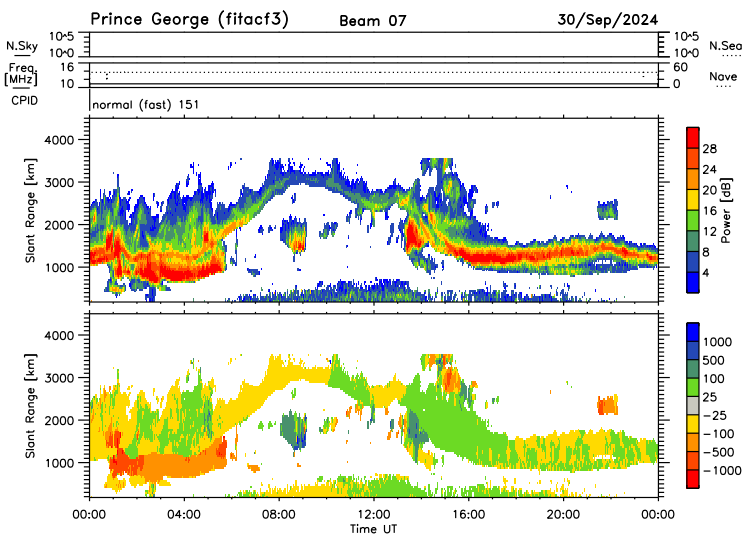 Prince George (fitacf3) Beam 07 30/Sep/2024
N.Sky 10^5 10^5 N.Sea
10^0 10^0
Freq. 16 60 Nave
[MHz] 10 0
CPID normal (fast) 151
Slant Range [km]
4000
3000
2000
1000
28
24
20
16
12
8
4
Power [dB]
Slant Range [km]
4000
3000
2000
1000
1000
500
100
25
-25
-100
-500
-1000
00:00 04:00 08:00 12:00 16:00 20:00 00:00
Time UT